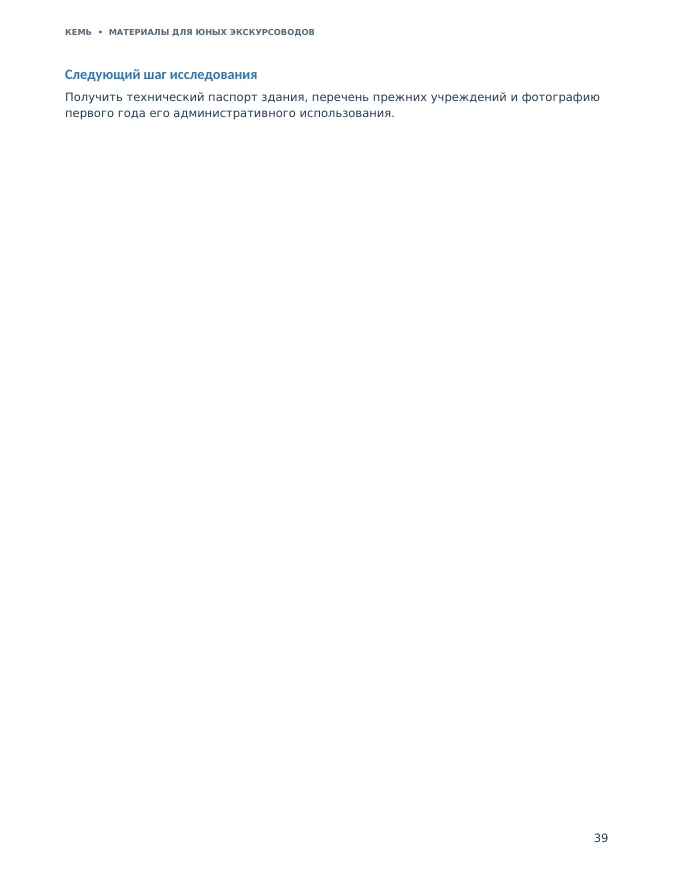 КЕМЬ • МАТЕРИАЛЫ ДЛЯ ЮНЫХ ЭКСКУРСОВОДОВ
Следующий шаг исследования
Получить технический паспорт здания, перечень прежних учреждений и фотографию
первого года его административного использования.
39